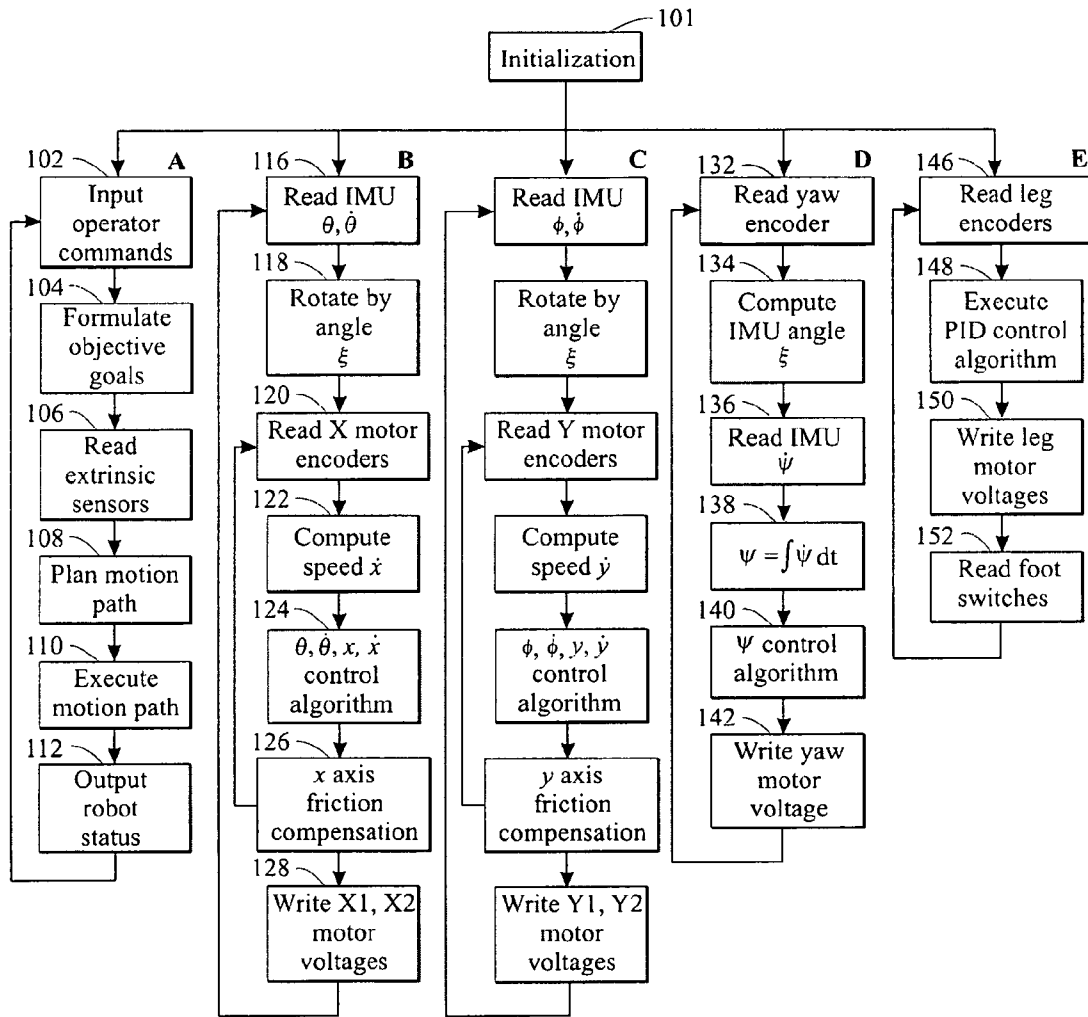 101
Initialization
A
102
Input
operator
commands
104
Formulate
objective
goals
106
Read
extrinsic
sensors
108
Plan motion
path
110
Execute
motion path
112
Output
robot
status
B
116
Read IMU
θ, θ̇
118
Rotate by
angle
ξ
120
Read X motor
encoders
122
Compute
speed ẋ
124
θ, θ̇, x, ẋ
control
algorithm
126
x axis
friction
compensation
128
Write X1, X2
motor
voltages
C
Read IMU
ϕ, ϕ̇
Rotate by
angle
ξ
Read Y motor
encoders
Compute
speed ẏ
ϕ, ϕ̇, y, ẏ
control
algorithm
y axis
friction
compensation
Write Y1, Y2
motor
voltages
D
132
Read yaw
encoder
134
Compute
IMU angle
ξ
136
Read IMU
ψ̇
138
ψ = ∫ ψ̇ dt
140
ψ control
algorithm
142
Write yaw
motor
voltage
E
146
Read leg
encoders
148
Execute
PID control
algorithm
150
Write leg
motor
voltages
152
Read foot
switches